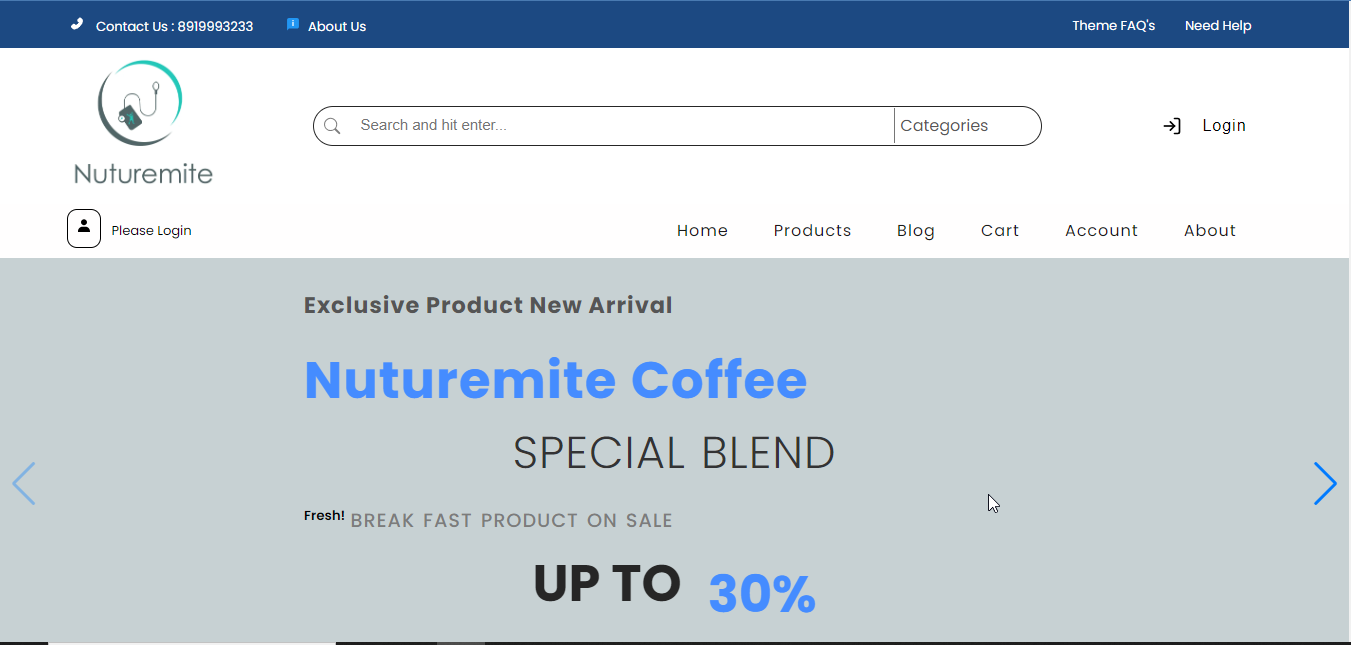 Contact Us : 8919993233 About Us Theme FAQ's Need Help
Search and hit enter... Categories Login
Nuturemite
Please Login Home Products Blog Cart Account About
Exclusive Product New Arrival
Nuturemite Coffee
SPECIAL BLEND
Fresh! BREAK FAST PRODUCT ON SALE
UP TO 30%